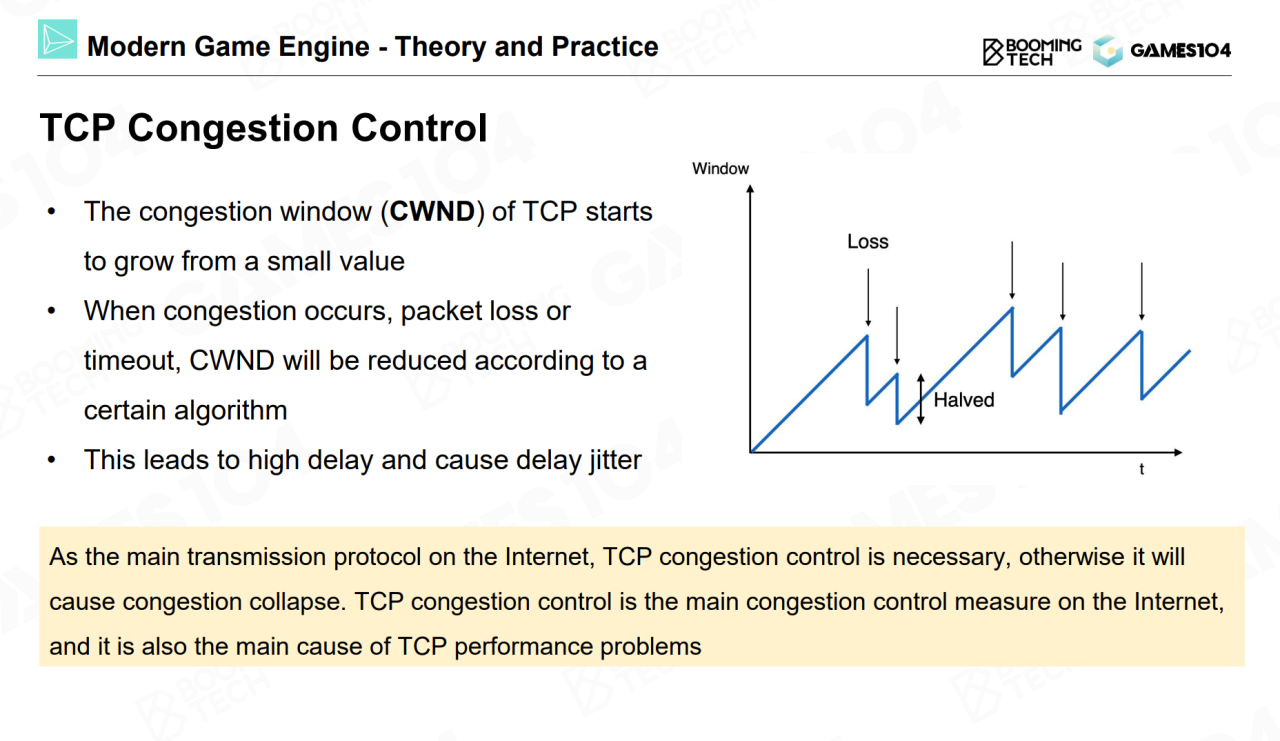 Modern Game Engine - Theory and Practice
BOOMING
TECH
GAMES104
TCP Congestion Control
• The congestion window (CWND) of TCP starts
to grow from a small value
• When congestion occurs, packet loss or
timeout, CWND will be reduced according to a
certain algorithm
• This leads to high delay and cause delay jitter
Window
Loss
Halved
t
As the main transmission protocol on the Internet, TCP congestion control is necessary, otherwise it will
cause congestion collapse. TCP congestion control is the main congestion control measure on the Internet,
and it is also the main cause of TCP performance problems